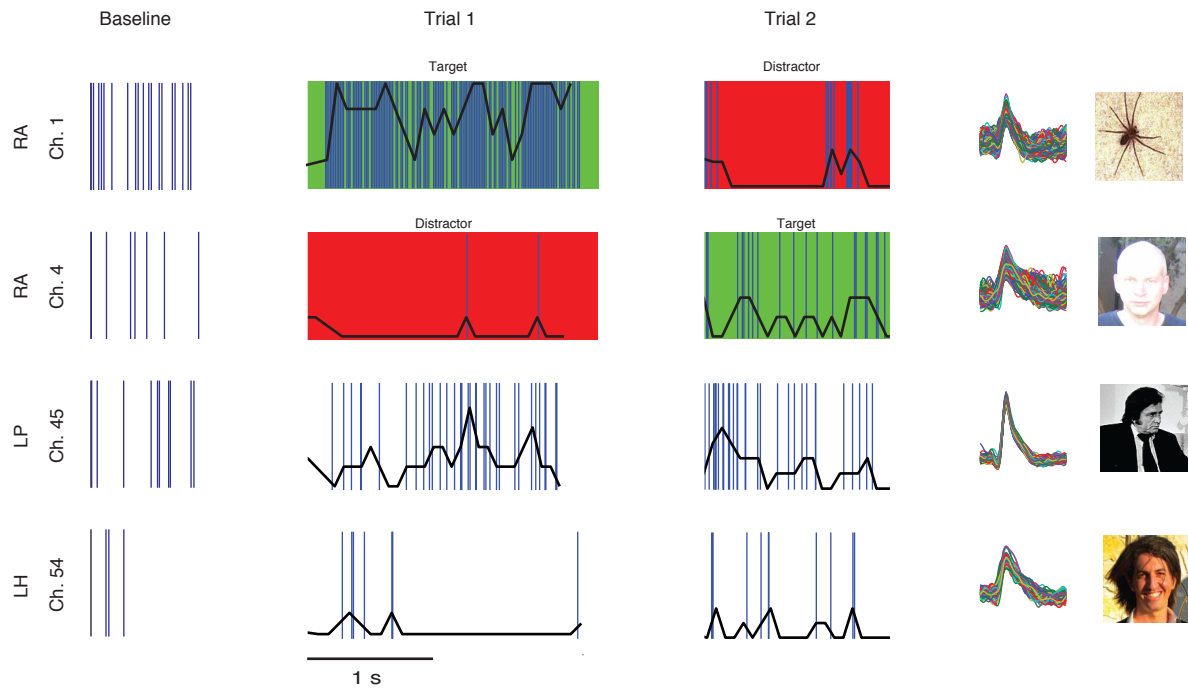 Baseline Trial 1 Trial 2
Target Distractor
RA
Ch. 1
Distractor Target
RA
Ch. 4
LP
Ch. 45
LH
Ch. 54
1 s